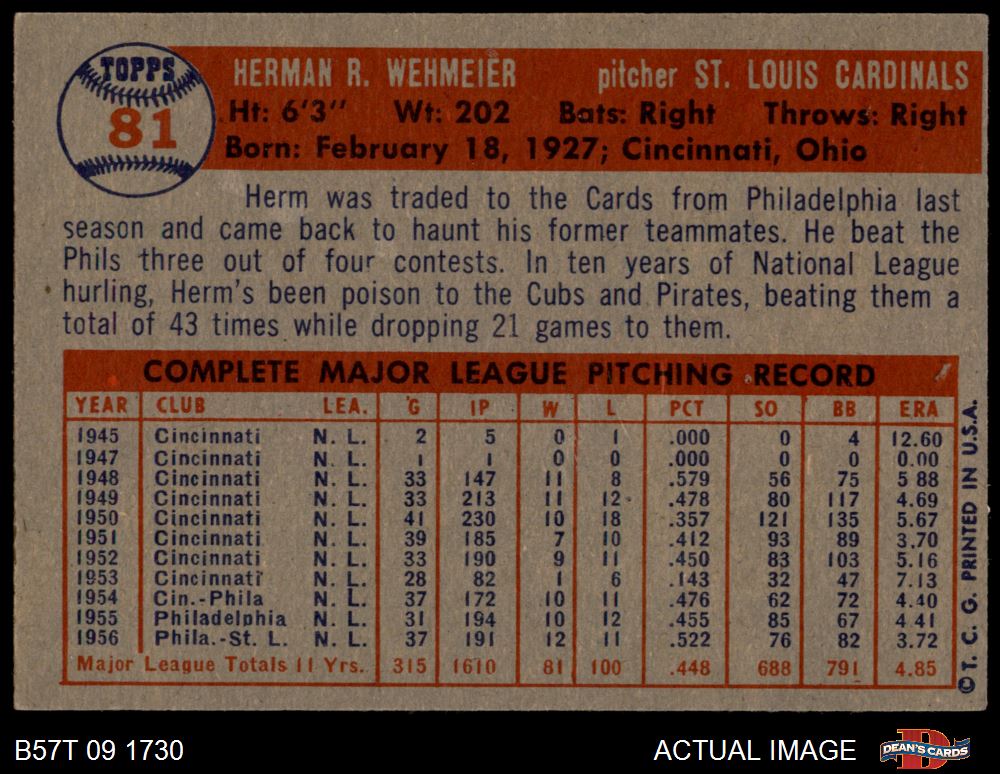 TOPPS
81
HERMAN R. WEHMEIER pitcher ST. LOUIS CARDINALS
Ht: 6'3" Wt: 202 Bats: Right Throws: Right
Born: February 18, 1927; Cincinnati, Ohio
Herm was traded to the Cards from Philadelphia last
season and came back to haunt his former teammates. He beat the
Phils three out of four contests. In ten years of National League
hurling, Herm's been poison to the Cubs and Pirates, beating them a
total of 43 times while dropping 21 games to them.
COMPLETE MAJOR LEAGUE PITCHING RECORD
YEAR CLUB LEA. G IP W L PCT SO BB ERA
1945 Cincinnati N. L. 2 5 0 1 .000 0 4 12.60
1947 Cincinnati N. L. 1 1 0 0 .000 0 0 0.00
1948 Cincinnati N. L. 33 147 11 8 .579 56 75 5 88
1949 Cincinnati N. L. 33 213 11 12 .478 80 117 4.69
1950 Cincinnati N. L. 41 230 10 18 .357 121 135 5.67
1951 Cincinnati N. L. 39 185 7 10 .412 93 89 3.70
1952 Cincinnati N. L. 33 190 9 11 .450 83 103 5.16
1953 Cincinnati N. L. 28 82 1 6 .143 32 47 7.13
1954 Cin.-Phila N. L. 37 172 10 11 .476 62 72 4.40
1955 Philadelphia N. L. 31 194 10 12 .455 85 67 4.41
1956 Phila.-St. L. N. L. 37 191 12 11 .522 76 82 3.72
Major League Totals 11 Yrs. 315 1610 81 100 .448 688 791 4.85
©T. C. G. PRINTED IN U.S.A.
B57T 09 1730 ACTUAL IMAGE DEAN'S CARDS